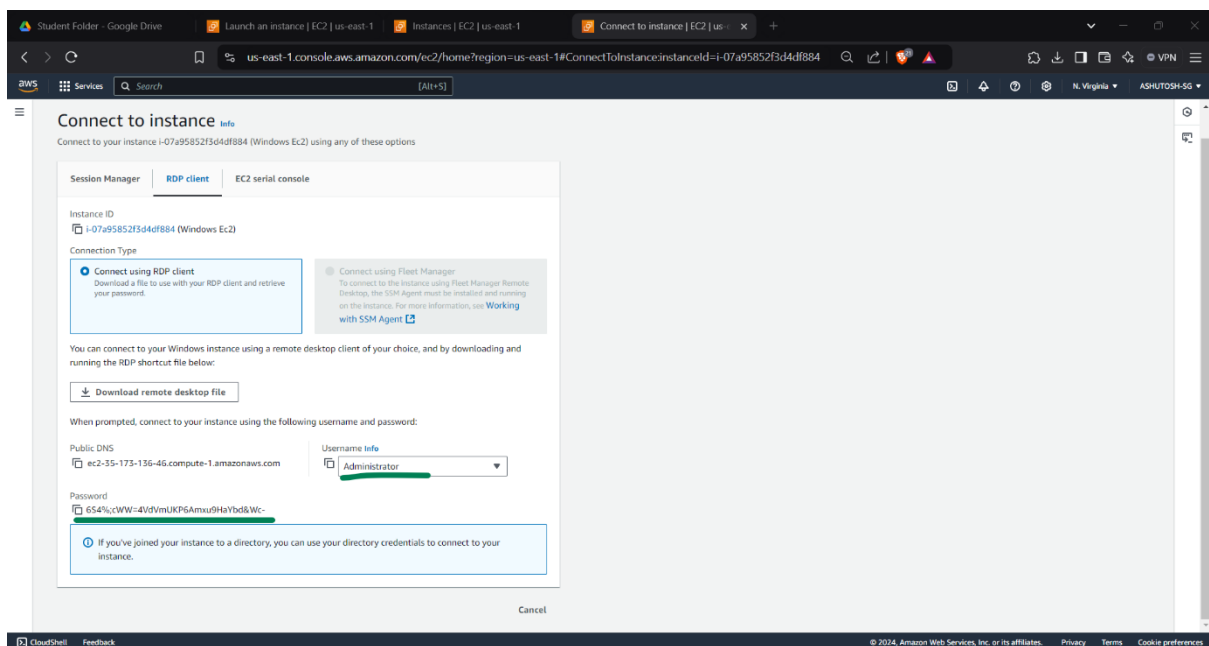 Student Folder - Google Drive
Launch an instance | EC2 | us-east-1
Instances | EC2 | us-east-1
Connect to instance | EC2 | us-e
us-east-1.console.aws.amazon.com/ec2/home?region=us-east-1#ConnectToInstance:instanceId=i-07a95852f3d4df884
VPN
aws
Services
Search
[Alt+S]
N. Virginia
ASHUTOSH-SG
Connect to instance Info
Connect to your instance i-07a95852f3d4df884 (Windows Ec2) using any of these options
Session Manager
RDP client
EC2 serial console
Instance ID
i-07a95852f3d4df884 (Windows Ec2)
Connection Type
Connect using RDP client
Download a file to use with your RDP client and retrieve
your password.
Connect using Fleet Manager
To connect to the instance using Fleet Manager Remote
Desktop, the SSM Agent must be installed and running
on the instance. For more information, see Working
with SSM Agent
You can connect to your Windows instance using a remote desktop client of your choice, and by downloading and
running the RDP shortcut file below:
Download remote desktop file
When prompted, connect to your instance using the following username and password:
Public DNS
ec2-35-173-136-46.compute-1.amazonaws.com
Username Info
Administrator
Password
6S4%;cWW=4VdVmUKP6Amxu9HaYbd&Wc-
If you've joined your instance to a directory, you can use your directory credentials to connect to your
instance.
Cancel
CloudShell
Feedback
© 2024, Amazon Web Services, Inc. or its affiliates.
Privacy
Terms
Cookie preferences